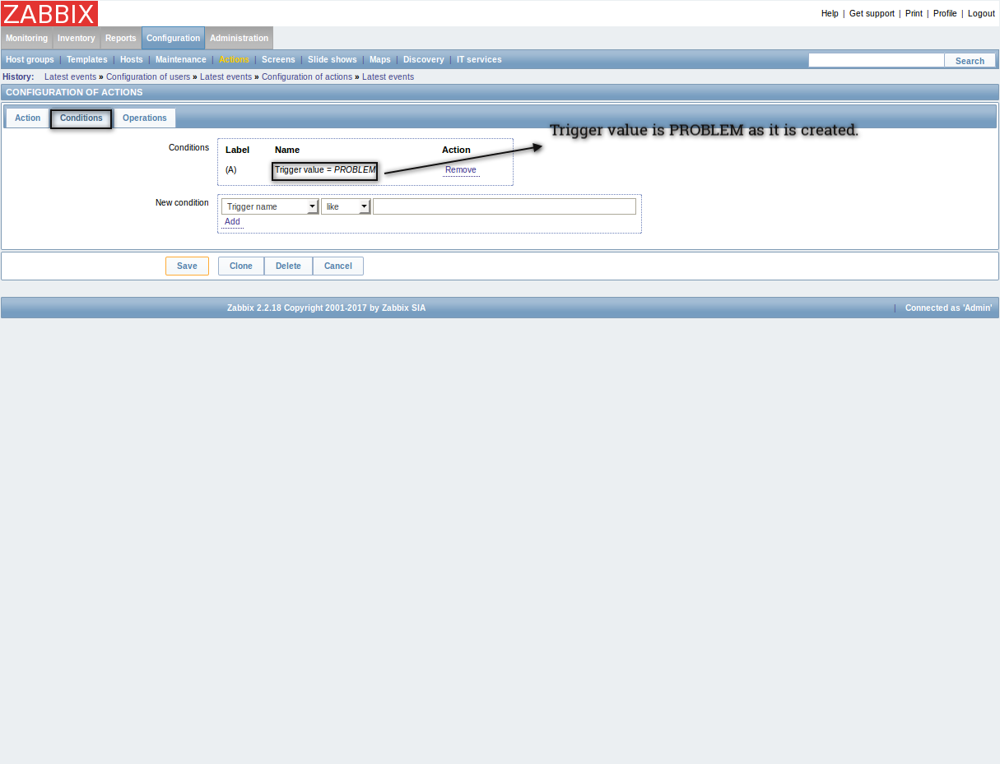 ZABBIX
Help | Get support | Print | Profile | Logout
Monitoring Inventory Reports Configuration Administration
Host groups | Templates | Hosts | Maintenance | Actions | Screens | Slide shows | Maps | Discovery | IT services Search
History: Latest events » Configuration of users » Latest events » Configuration of actions » Latest events
CONFIGURATION OF ACTIONS
Action Conditions Operations
Trigger value is PROBLEM as it is created.
Conditions Label Name Action
(A) Trigger value = PROBLEM Remove
New condition Trigger name like
Add
Save Clone Delete Cancel
Zabbix 2.2.18 Copyright 2001-2017 by Zabbix SIA | Connected as 'Admin'